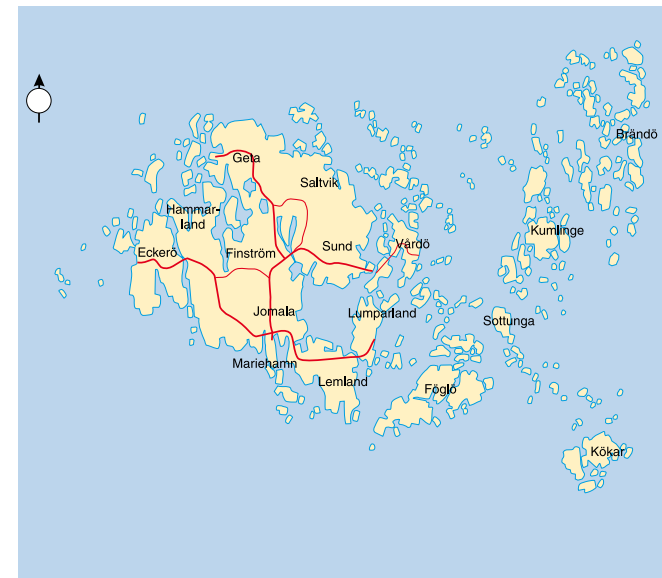 Brändö
Geta
Saltvik
Hammar-
land
Kumlinge
Eckerö
Finström
Sund
Vårdö
Jomala
Lumparland
Sottunga
Mariehamn
Lemland
Föglö
Kökar